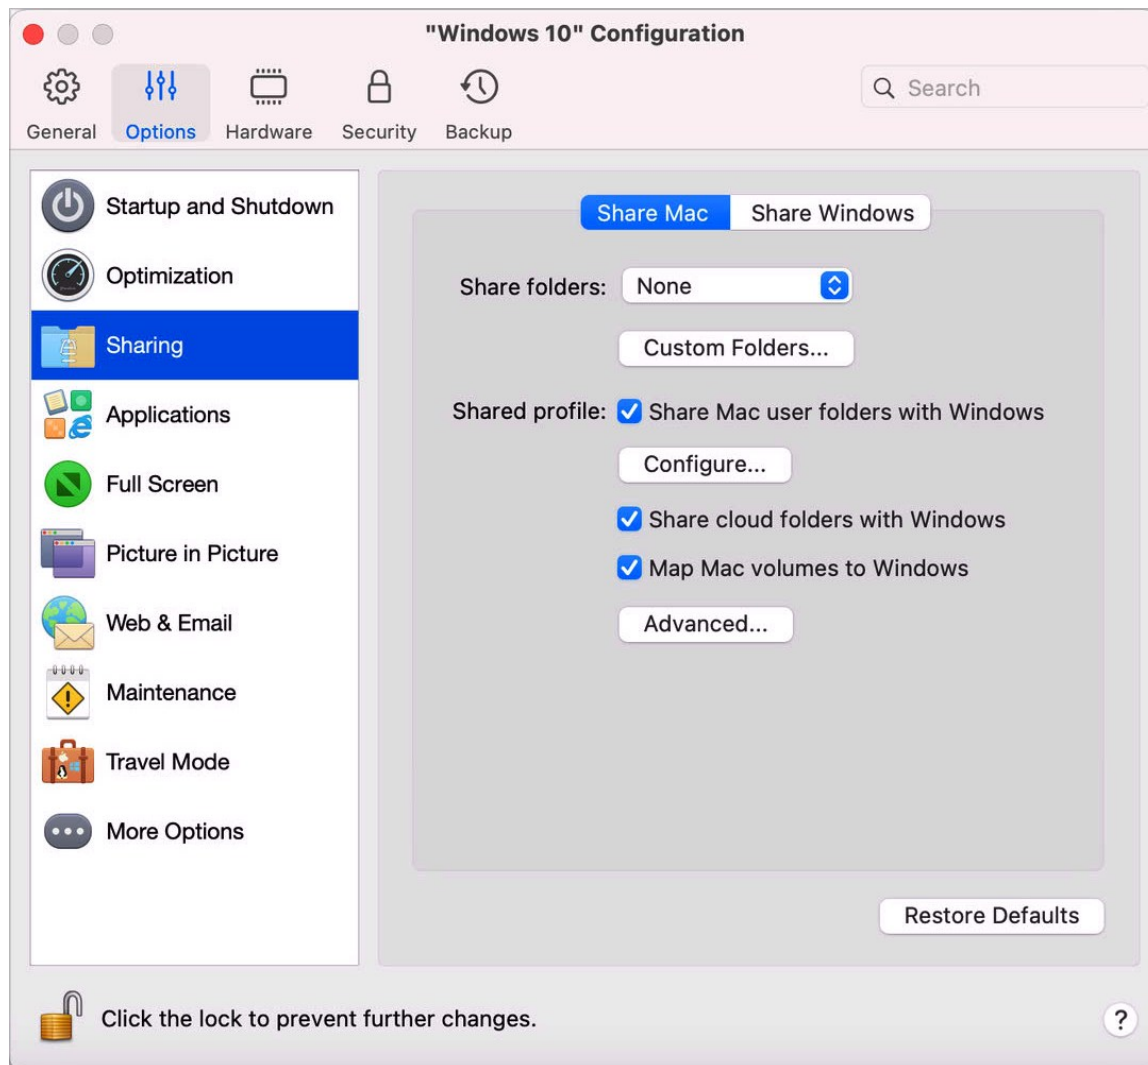 "Windows 10" Configuration
General
Options
Hardware
Security
Backup
Search
Startup and Shutdown
Optimization
Sharing
Applications
Full Screen
Picture in Picture
Web & Email
Maintenance
Travel Mode
More Options
Share Mac
Share Windows
Share folders: None
Custom Folders...
Shared profile: Share Mac user folders with Windows
Configure...
Share cloud folders with Windows
Map Mac volumes to Windows
Advanced...
Restore Defaults
Click the lock to prevent further changes.
?